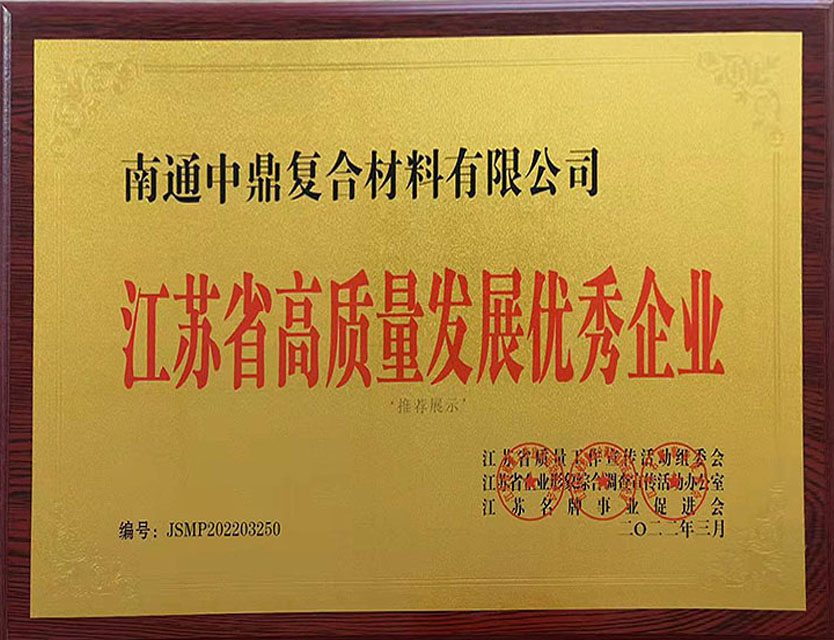 南通中鼎复合材料有限公司
江苏省高质量发展优秀企业
“推荐展示”
江苏省质量工作宣传活动组委会
江苏省企业形象综合调查宣传活动办公室
江苏名牌事业促进会
二〇二二年三月
编号：JSMP202203250